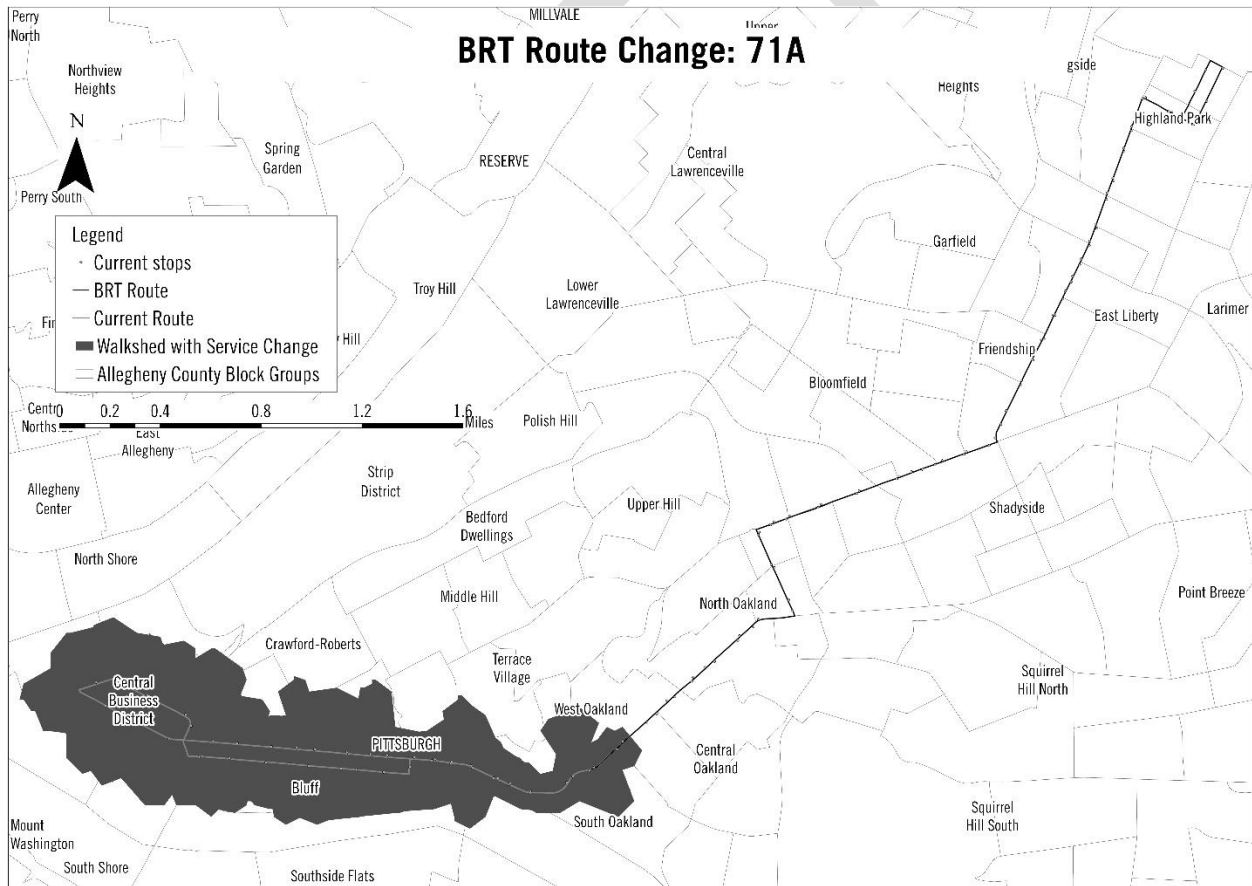 Perry
North
MILLVALE
BRT Route Change: 71A
Northview
Heights
gside
Heights
Highland Park
N
Spring
Garden
RESERVE
Central
Lawrenceville
Perry South
Legend
Current stops
BRT Route
Current Route
Walkshed with Service Change
Allegheny County Block Groups
Garfield
Troy Hill
Lower
Lawrenceville
East Liberty
Larimer
Hill
Friendship
Bloomfield
0 0.2 0.4 0.8 1.2 1.6
Miles
Polish Hill
East
Allegheny
Allegheny
Center
Strip
District
Upper Hill
Shadyside
Bedford
Dwellings
North Shore
Middle Hill
North Oakland
Point Breeze
Crawford-Roberts
Terrace
Village
Squirrel
Hill North
Central
Business
District
West Oakland
PITTSBURGH
Central
Oakland
Bluff
South Oakland
Squirrel
Hill South
Mount
Washington
South Shore
Southside Flats